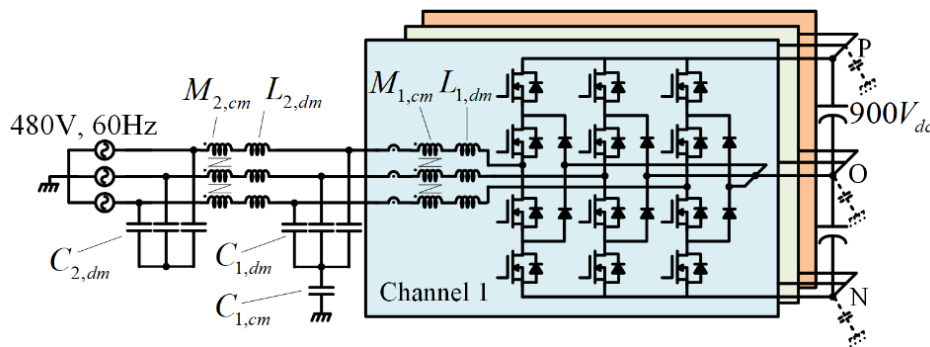 M2,cm L2,dm
M1,cm L1,dm
P
480V, 60Hz
900Vdc
O
C2,dm
C1,dm
C1,cm
Channel 1
N